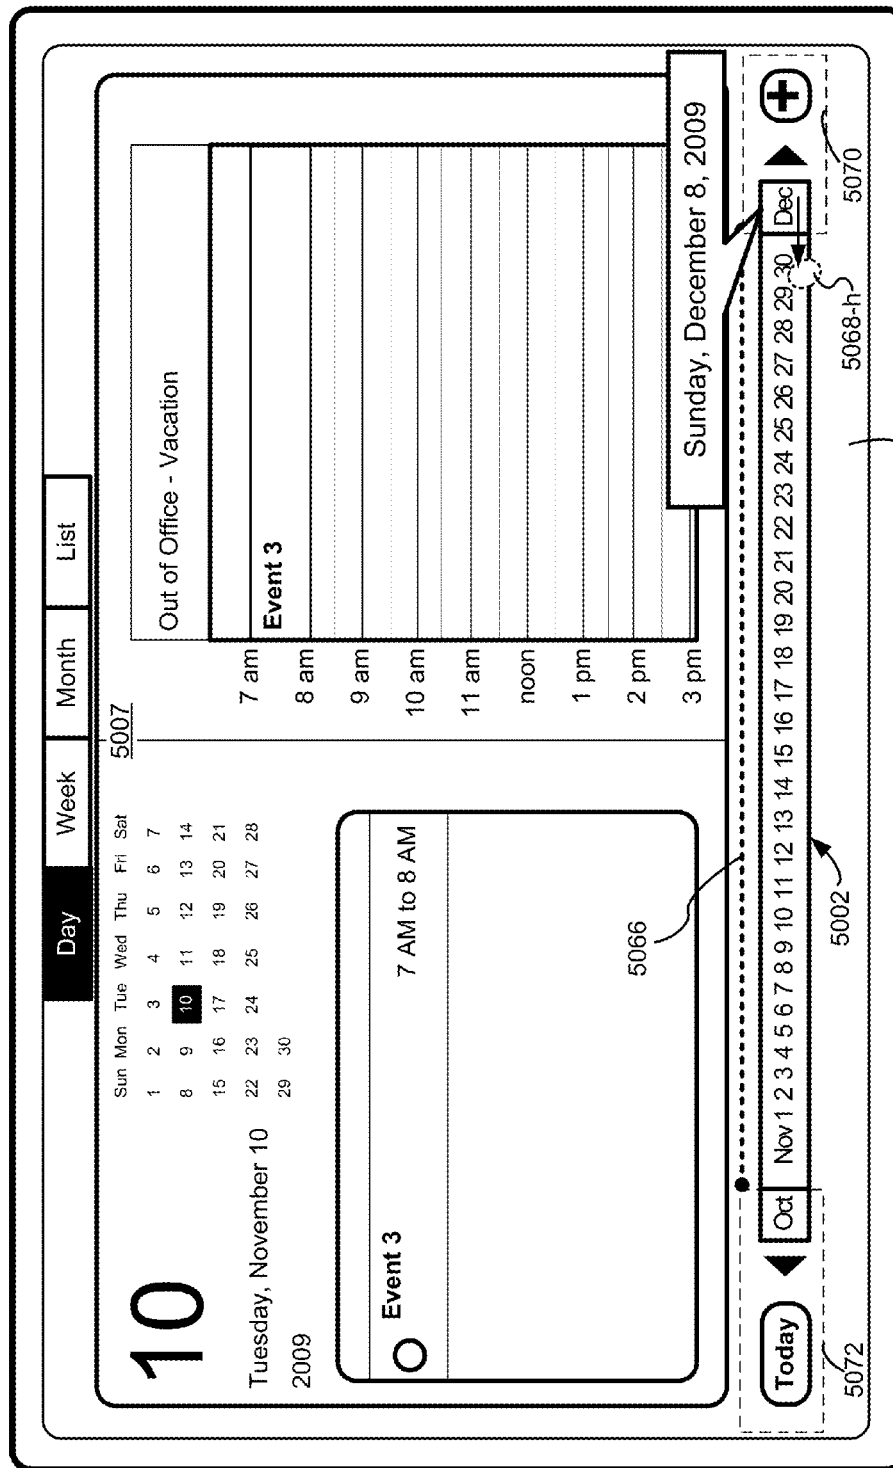 Day
Week
Month
List
5007
10
Tuesday, November 10
2009
Sun Mon Tue Wed Thu Fri Sat
1 2 3 4 5 6 7
8 9 10 11 12 13 14
15 16 17 18 19 20 21
22 23 24 25 26 27 28
29 30
Event 3
7 AM to 8 AM
Out of Office - Vacation
7 am
Event 3
8 am
9 am
10 am
11 am
noon
1 pm
2 pm
3 pm
Sunday, December 8, 2009
5066
Today
Oct
Nov 1 2 3 4 5 6 7 8 9 10 11 12 13 14 15 16 17 18 19 20 21 22 23 24 25 26 27 28 29 30
Dec
5072
5002
5068-h
5070